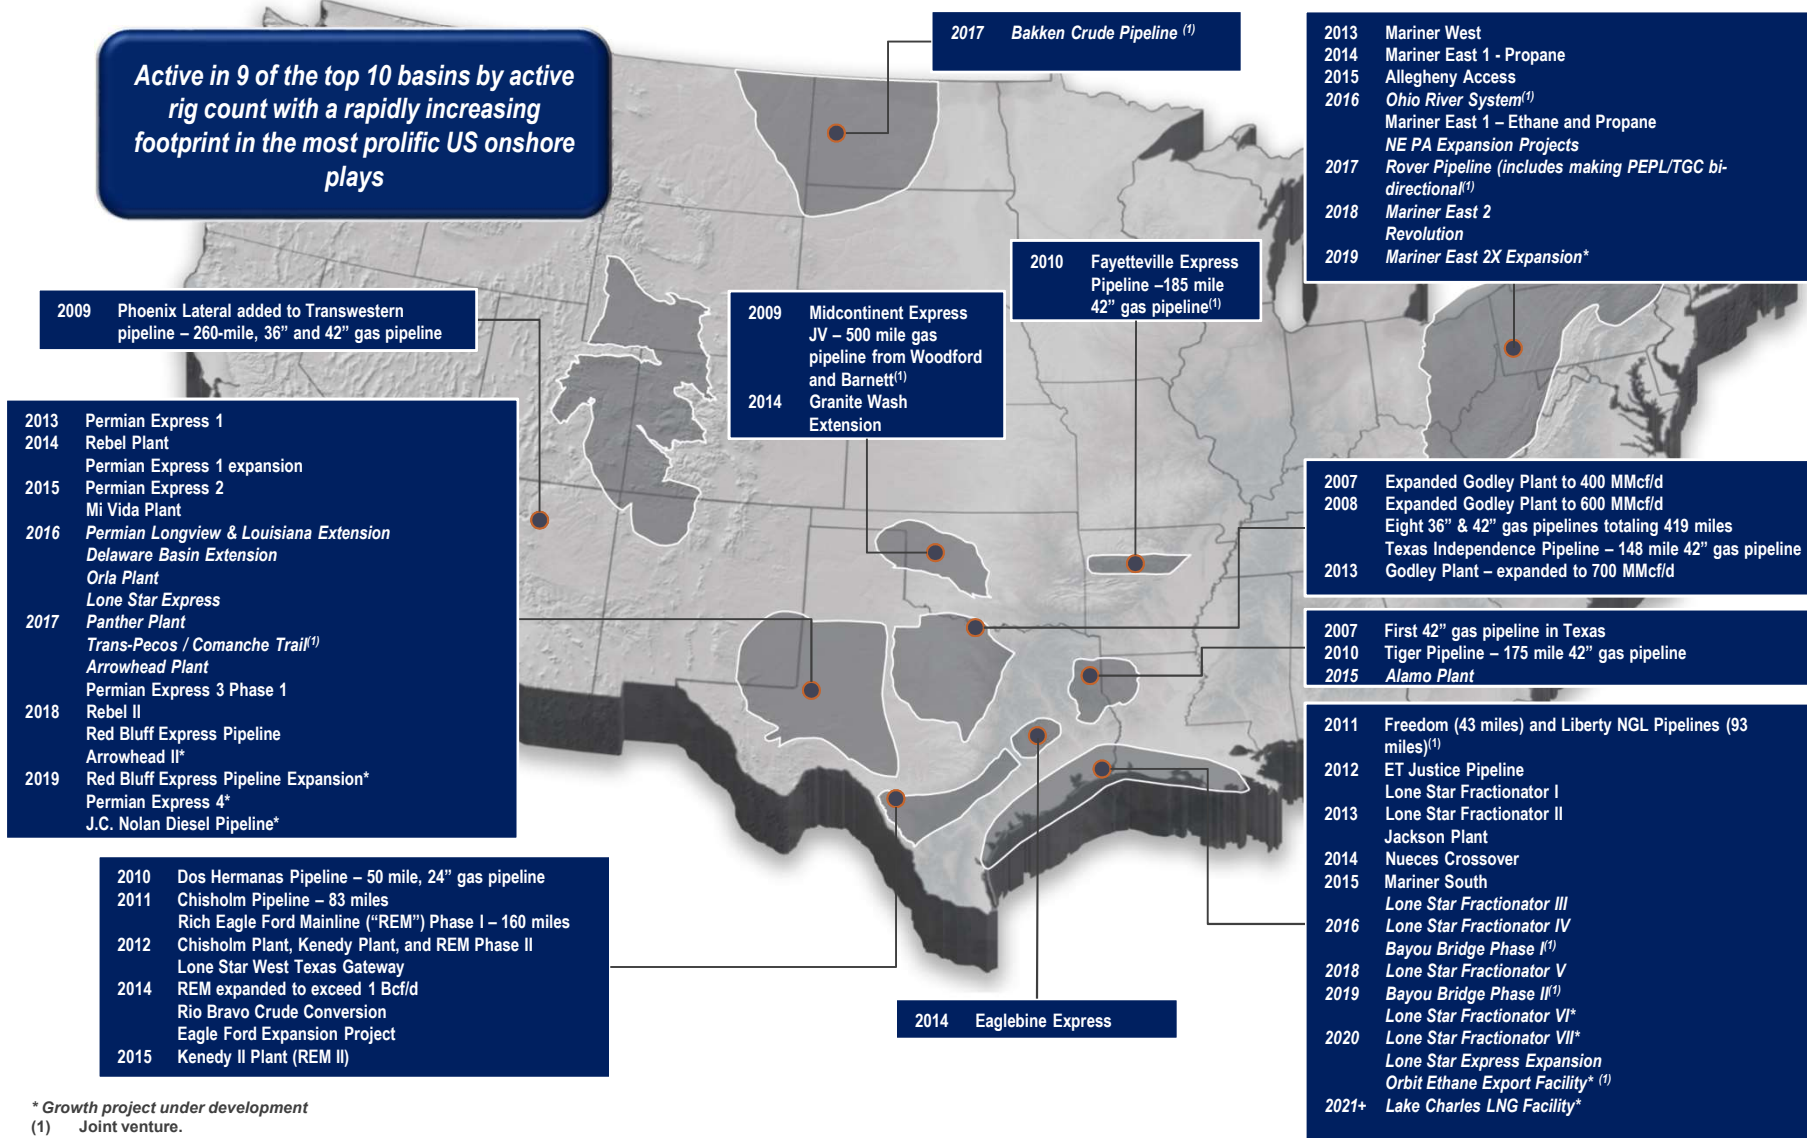 Active in 9 of the top 10 basins by active
rig count with a rapidly increasing
footprint in the most prolific US onshore
plays
2017 Bakken Crude Pipeline (1)
2013 Mariner West
2014 Mariner East 1 - Propane
2015 Allegheny Access
2016 Ohio River System(1)
Mariner East 1 – Ethane and Propane
NE PA Expansion Projects
2017 Rover Pipeline (includes making PEPL/TGC bi-
directional(1)
2018 Mariner East 2
Revolution
2019 Mariner East 2X Expansion*
2010 Fayetteville Express
Pipeline –185 mile
42” gas pipeline(1)
2009 Phoenix Lateral added to Transwestern
pipeline – 260-mile, 36” and 42” gas pipeline
2009 Midcontinent Express
JV – 500 mile gas
pipeline from Woodford
and Barnett(1)
2014 Granite Wash
Extension
2013 Permian Express 1
2014 Rebel Plant
Permian Express 1 expansion
2015 Permian Express 2
Mi Vida Plant
2016 Permian Longview & Louisiana Extension
Delaware Basin Extension
Orla Plant
Lone Star Express
2017 Panther Plant
Trans-Pecos / Comanche Trail(1)
Arrowhead Plant
Permian Express 3 Phase 1
2018 Rebel II
Red Bluff Express Pipeline
Arrowhead II*
2019 Red Bluff Express Pipeline Expansion*
Permian Express 4*
J.C. Nolan Diesel Pipeline*
2007 Expanded Godley Plant to 400 MMcf/d
2008 Expanded Godley Plant to 600 MMcf/d
Eight 36” & 42” gas pipelines totaling 419 miles
Texas Independence Pipeline – 148 mile 42” gas pipeline
2013 Godley Plant – expanded to 700 MMcf/d
2007 First 42” gas pipeline in Texas
2010 Tiger Pipeline – 175 mile 42” gas pipeline
2015 Alamo Plant
2011 Freedom (43 miles) and Liberty NGL Pipelines (93
miles)(1)
2012 ET Justice Pipeline
Lone Star Fractionator I
2013 Lone Star Fractionator II
Jackson Plant
2014 Nueces Crossover
2015 Mariner South
Lone Star Fractionator III
2016 Lone Star Fractionator IV
Bayou Bridge Phase I(1)
2018 Lone Star Fractionator V
2019 Bayou Bridge Phase II(1)
Lone Star Fractionator VI*
2020 Lone Star Fractionator VII*
Lone Star Express Expansion
Orbit Ethane Export Facility* (1)
2021+ Lake Charles LNG Facility*
2010 Dos Hermanas Pipeline – 50 mile, 24” gas pipeline
2011 Chisholm Pipeline – 83 miles
Rich Eagle Ford Mainline (“REM”) Phase I – 160 miles
2012 Chisholm Plant, Kenedy Plant, and REM Phase II
Lone Star West Texas Gateway
2014 REM expanded to exceed 1 Bcf/d
Rio Bravo Crude Conversion
Eagle Ford Expansion Project
2015 Kenedy II Plant (REM II)
2014 Eaglebine Express
* Growth project under development
(1) Joint venture.